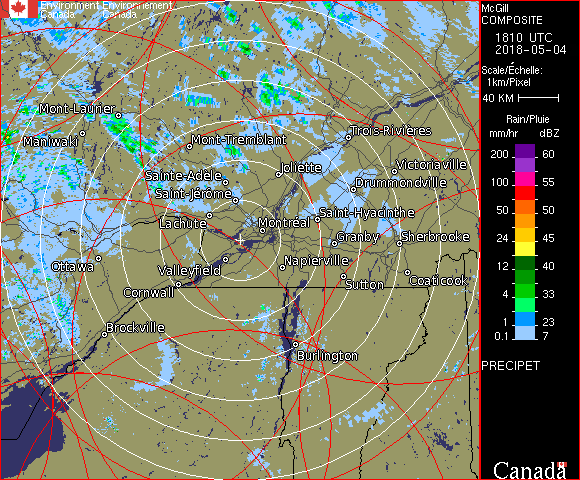 Environment Environnement
Canada Canada
McGill
COMPOSITE
1810 UTC
2018-05-04
Scale/Échelle:
1km/Pixel
40 KM
Rain/Pluie
mm/hr dBZ
200 60
100 55
50 50
24 45
12 40
4 33
1.1 23
0.1 7
PRECIPET
Canada
Mont-Laurier
Maniwaki
Mont-Tremblant
Trois-Rivières
Sainte-Adèle
Joliette
Victoriaville
Saint-Jérôme
Drummondville
Lachute
Montréal
Saint-Hyacinthe
Granby
Sherbrooke
Ottawa
Valleyfield
Napierville
Cornwall
Sutton
Coaticook
Brockville
Burlington